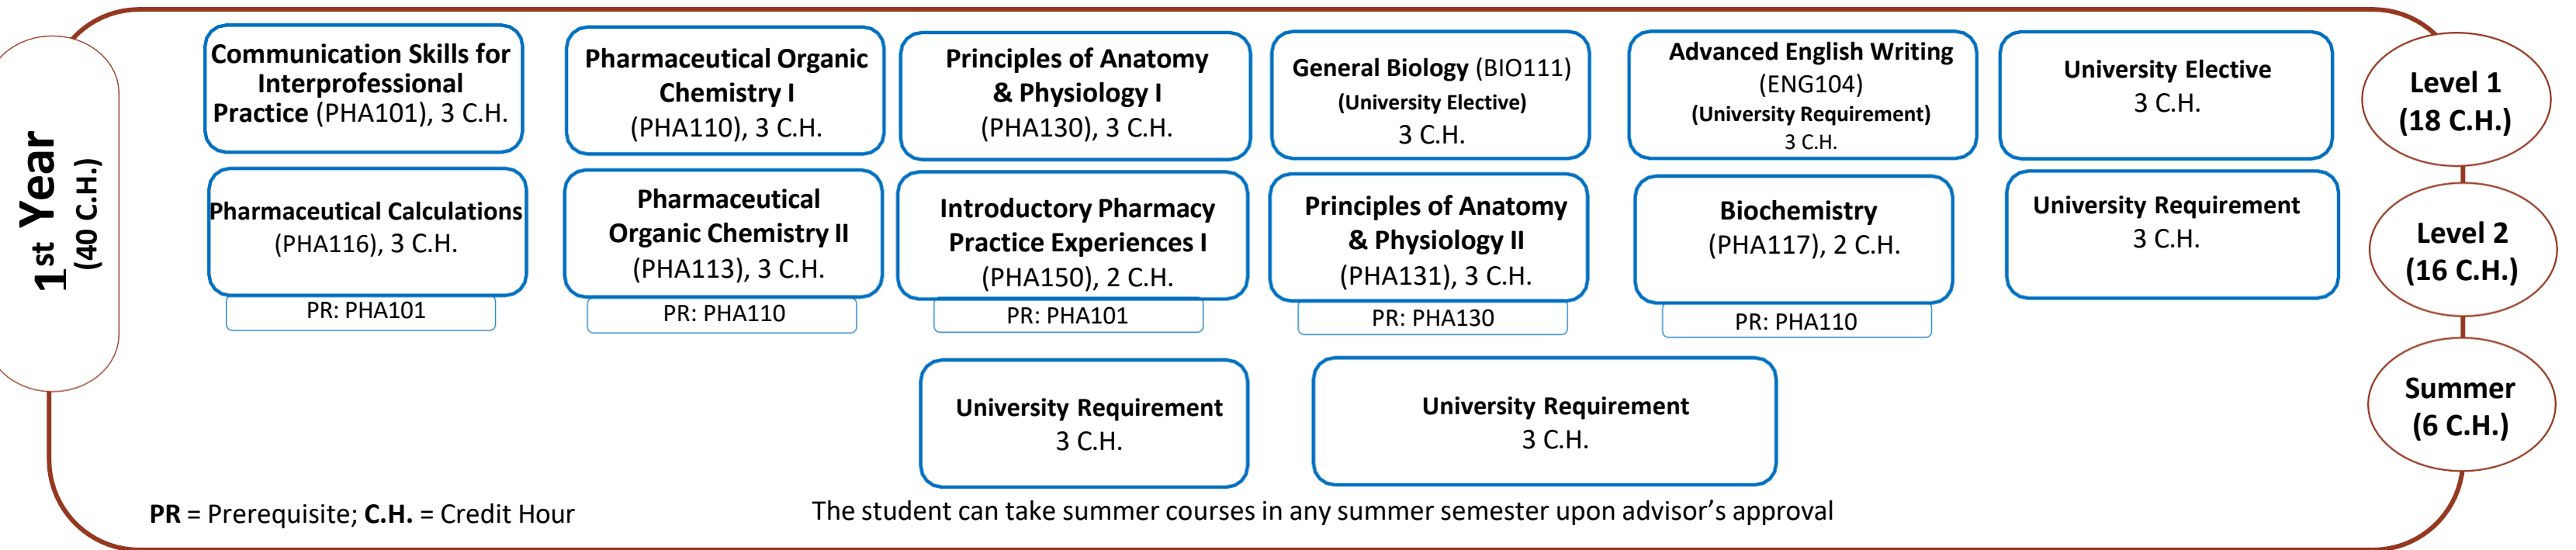 1st Year
(40 C.H.)
Communication Skills for
Interprofessional
Practice (PHA101), 3 C.H.
Pharmaceutical Organic
Chemistry I
(PHA110), 3 C.H.
Principles of Anatomy
& Physiology I
(PHA130), 3 C.H.
General Biology (BIO111)
(University Elective)
3 C.H.
Advanced English Writing
(ENG104)
(University Requirement)
3 C.H.
University Elective
3 C.H.
Level 1
(18 C.H.)
Pharmaceutical Calculations
(PHA116), 3 C.H.
PR: PHA101
Pharmaceutical
Organic Chemistry II
(PHA113), 3 C.H.
PR: PHA110
Introductory Pharmacy
Practice Experiences I
(PHA150), 2 C.H.
PR: PHA101
Principles of Anatomy
& Physiology II
(PHA131), 3 C.H.
PR: PHA130
Biochemistry
(PHA117), 2 C.H.
PR: PHA110
University Requirement
3 C.H.
Level 2
(16 C.H.)
University Requirement
3 C.H.
University Requirement
3 C.H.
Summer
(6 C.H.)
PR = Prerequisite; C.H. = Credit Hour
The student can take summer courses in any summer semester upon advisor’s approval